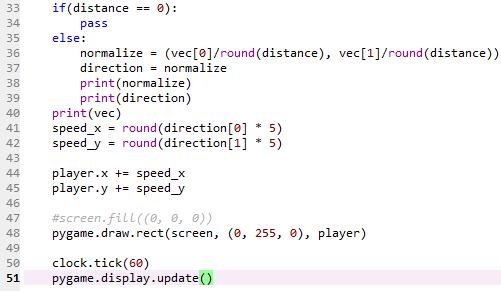 33 if(distance == 0):
34 pass
35 else:
36 normalize = (vec[0]/round(distance), vec[1]/round(distance))
37 direction = normalize
38 print(normalize)
39 print(direction)
40 print(vec)
41 speed_x = round(direction[0] * 5)
42 speed_y = round(direction[1] * 5)
43
44 player.x += speed_x
45 player.y += speed_y
46
47 #screen.fill((0, 0, 0))
48 pygame.draw.rect(screen, (0, 255, 0), player)
49
50 clock.tick(60)
51 pygame.display.update()